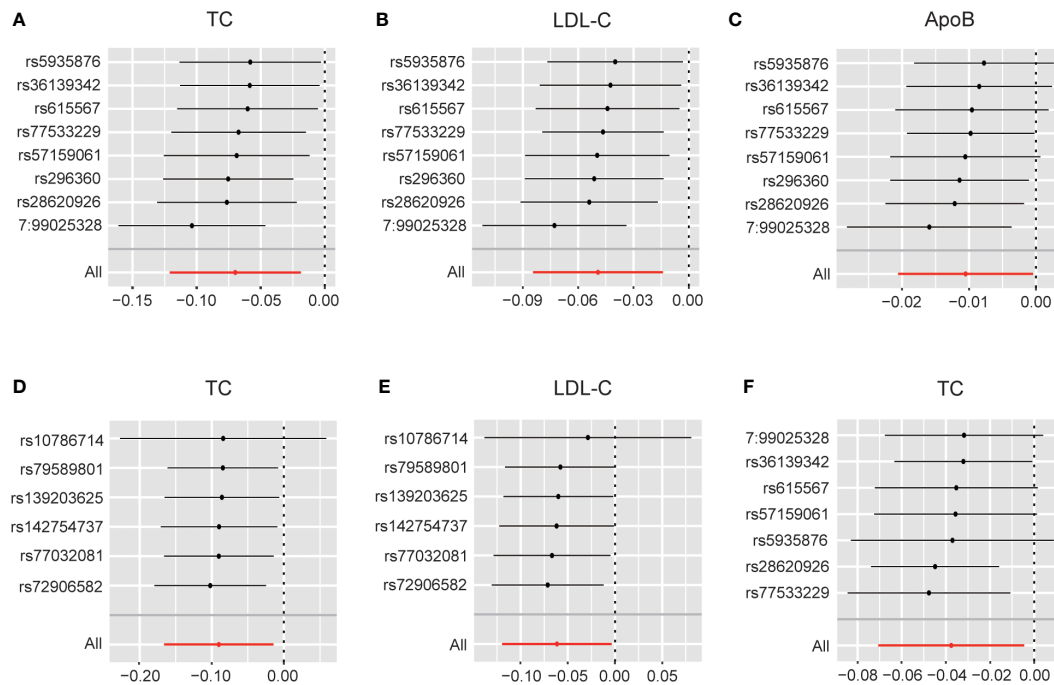 A TC
rs5935876
rs36139342
rs615567
rs77533229
rs57159061
rs296360
rs28620926
7:99025328
All
−0.15 −0.10 −0.05 0.00
B LDL-C
rs5935876
rs36139342
rs615567
rs77533229
rs57159061
rs296360
rs28620926
7:99025328
All
−0.09 −0.06 −0.03 0.00
C ApoB
rs5935876
rs36139342
rs615567
rs77533229
rs57159061
rs296360
rs28620926
7:99025328
All
−0.02 −0.01 0.00
D TC
rs10786714
rs79589801
rs139203625
rs142754737
rs77032081
rs72906582
All
−0.20 −0.10 0.00
E LDL-C
rs10786714
rs79589801
rs139203625
rs142754737
rs77032081
rs72906582
All
−0.10 −0.05 0.00 0.05
F TC
7:99025328
rs36139342
rs615567
rs57159061
rs5935876
rs28620926
rs77533229
All
−0.08 −0.06 −0.04 −0.02 0.00